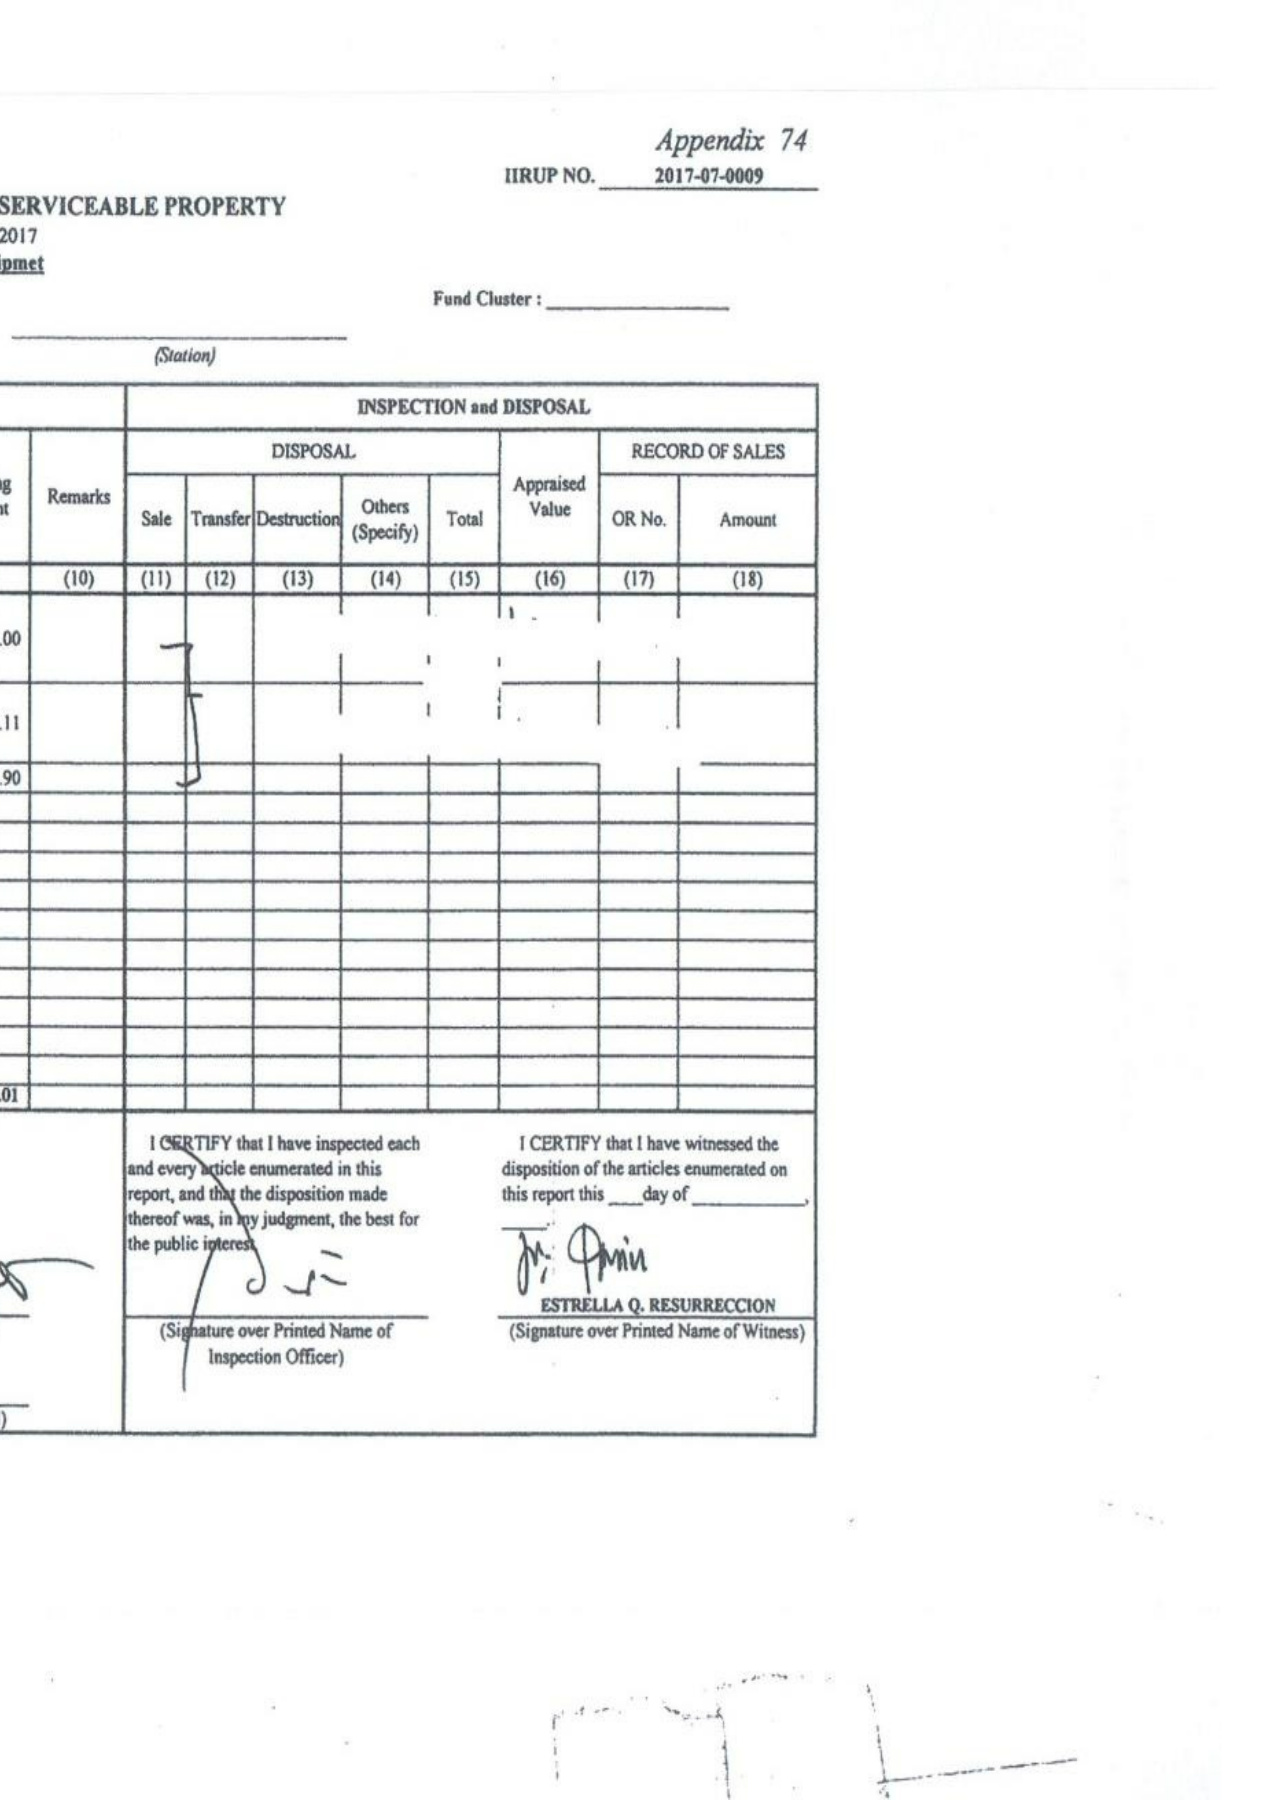 Appendix 74
IIRUP NO. 2017-07-0009
SERVICEABLE PROPERTY
2017
ipmet
Fund Cluster :
(Station)
INSPECTION and DISPOSAL
DISPOSAL
RECORD OF SALES
g
nt
Remarks
Sale
Transfer
Destruction
Others
(Specify)
Total
Appraised
Value
OR No.
Amount
(10) (11) (12) (13) (14) (15) (16) (17) (18)
.00
.11
.90
.01
I CERTIFY that I have inspected each
and every article enumerated in this
report, and that the disposition made
thereof was, in my judgment, the best for
the public interest
(Signature over Printed Name of
Inspection Officer)
I CERTIFY that I have witnessed the
disposition of the articles enumerated on
this report this ____day of __________,
ESTRELLA Q. RESURRECCION
(Signature over Printed Name of Witness)
)